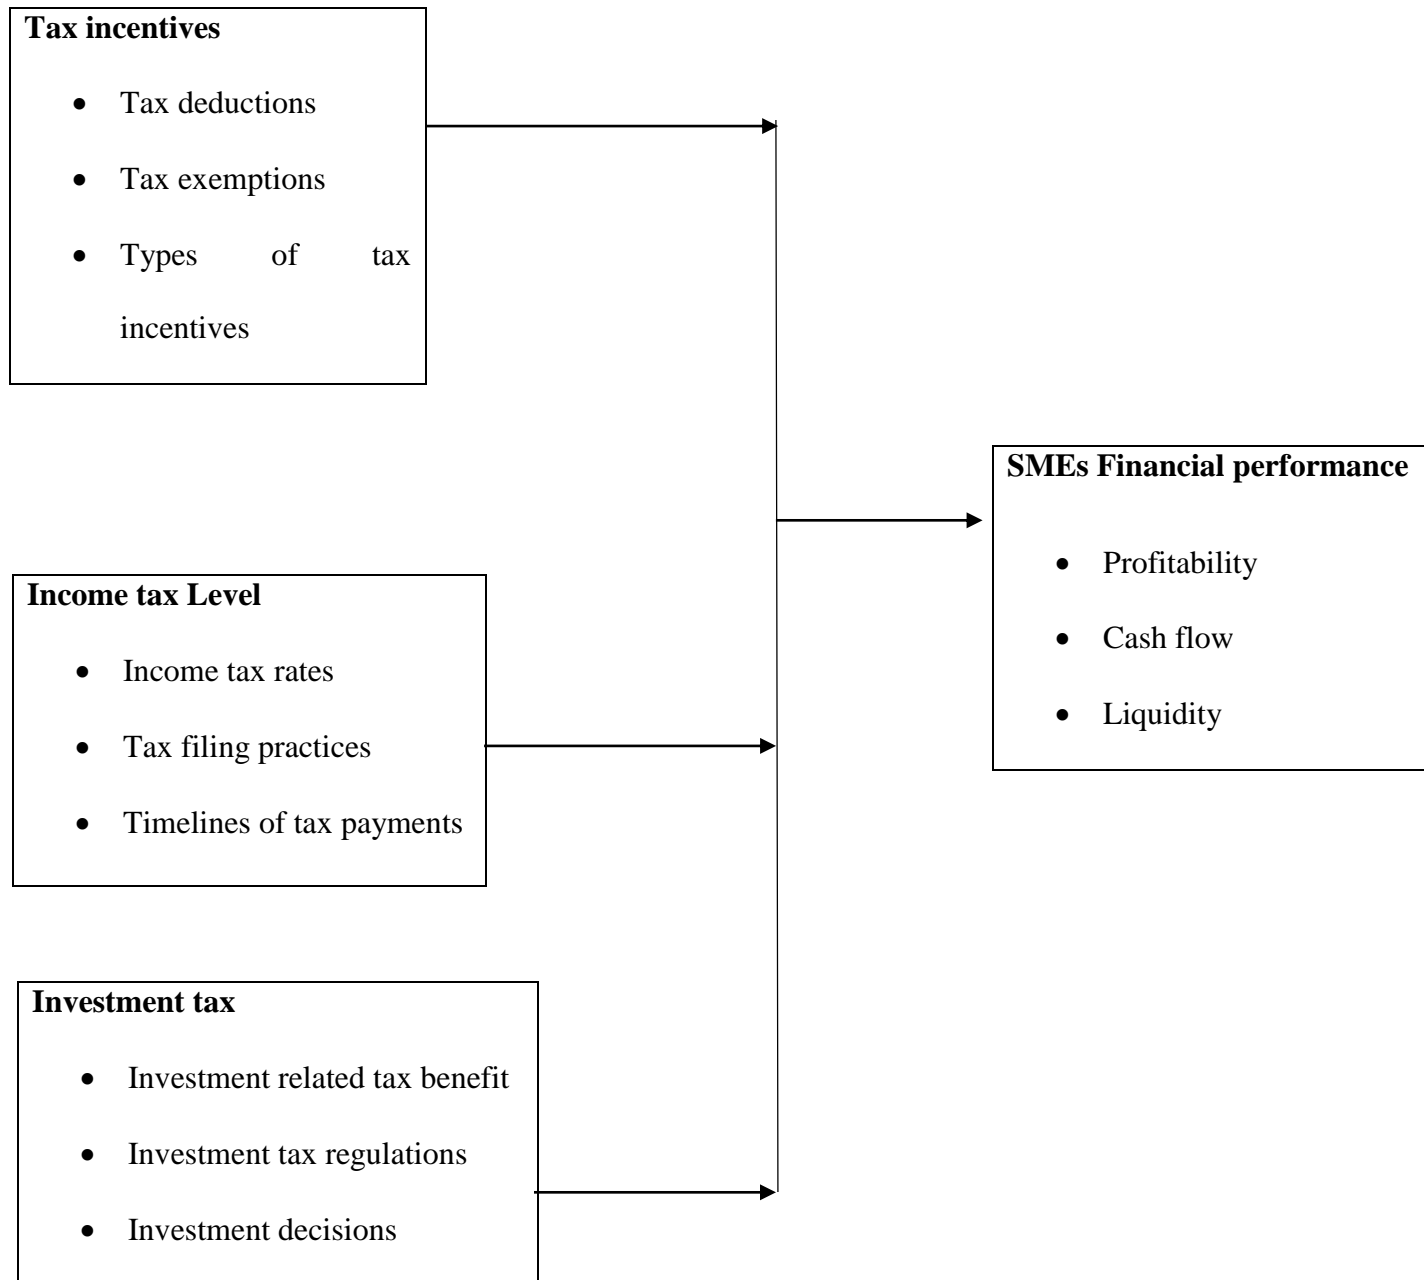 Tax incentives
• Tax deductions
• Tax exemptions
• Types of tax
incentives
Income tax Level
• Income tax rates
• Tax filing practices
• Timelines of tax payments
Investment tax
• Investment related tax benefit
• Investment tax regulations
• Investment decisions
SMEs Financial performance
• Profitability
• Cash flow
• Liquidity